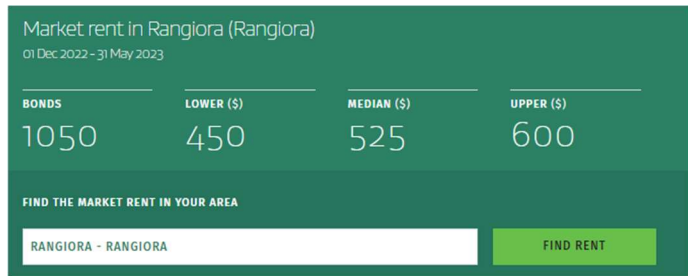 Market rent in Rangiora (Rangiora)
01 Dec 2022 - 31 May 2023
BONDS LOWER ($) MEDIAN ($) UPPER ($)
1050 450 525 600
FIND THE MARKET RENT IN YOUR AREA
RANGIORA - RANGIORA FIND RENT